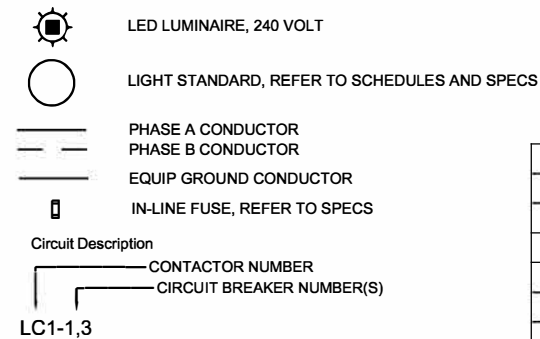 LED LUMINAIRE, 240 VOLT
LIGHT STANDARD, REFER TO SCHEDULES AND SPECS
PHASE A CONDUCTOR
PHASE B CONDUCTOR
EQUIP GROUND CONDUCTOR
IN-LINE FUSE, REFER TO SPECS
Circuit Description
CONTACTOR NUMBER
CIRCUIT BREAKER NUMBER(S)
LC1-1,3